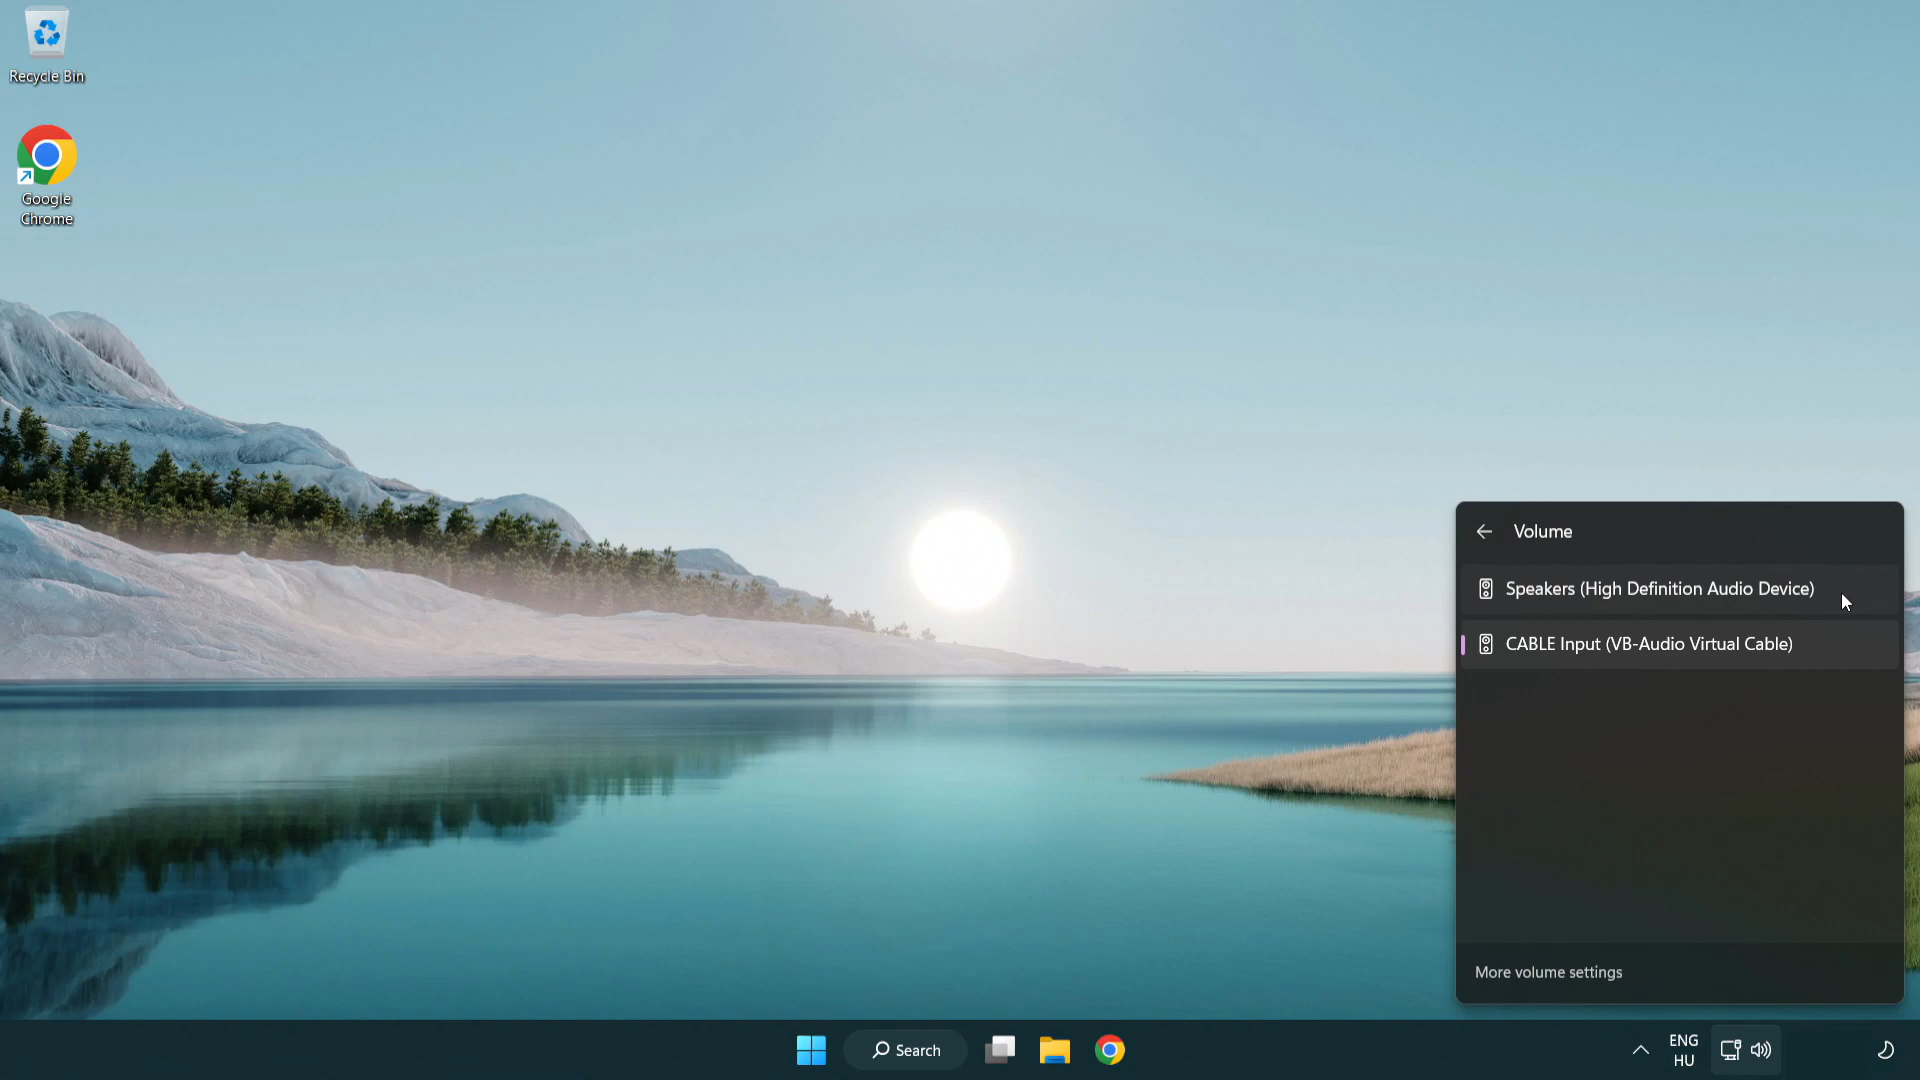 Recycle Bin
Google
Chrome
Volume
Speakers (High Definition Audio Device)
CABLE Input (VB-Audio Virtual Cable)
More volume settings
Search
ENG
HU